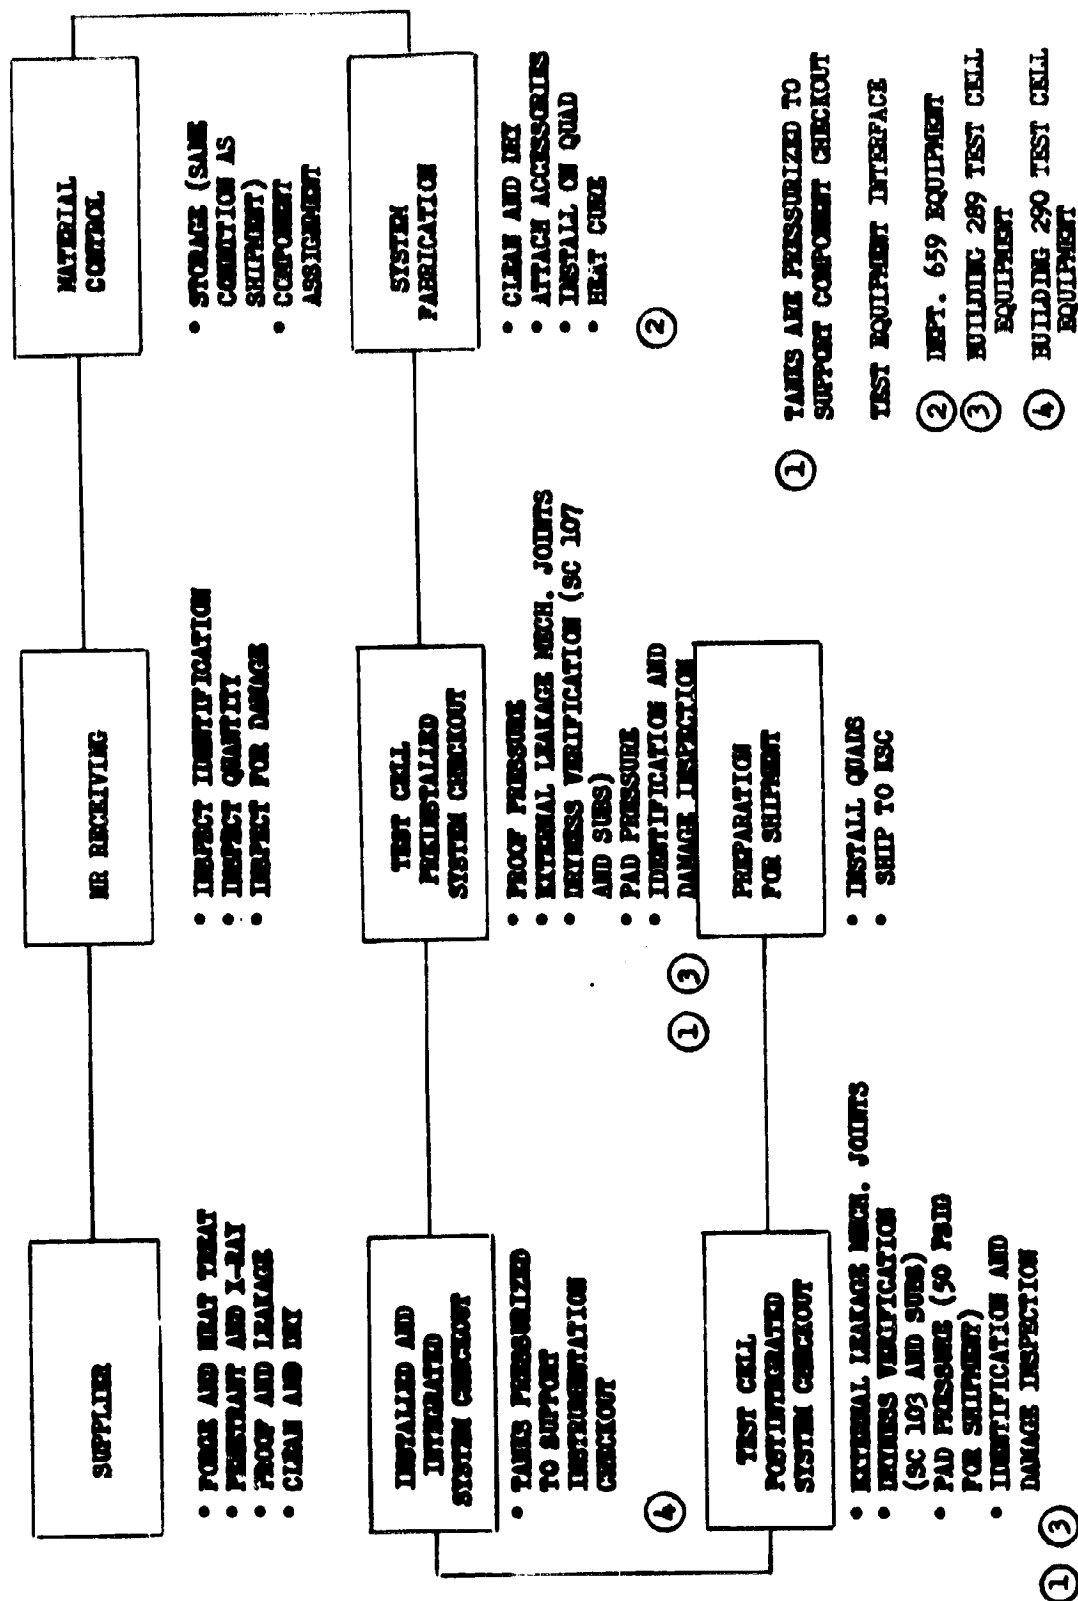 SUPPLIER
• FORGE AND HEAT TREAT
• PENETRANT AND X-RAY
• PROOF AND LEAKAGE
• CLEAN AND DRY
NR RECEIVING
• INSPECT IDENTIFICATION
• INSPECT QUANTITY
• INSPECT FOR DAMAGE
MATERIAL
CONTROL
• STORAGE (SAME
CONDITION AS
SHIPMENT)
• COMPONENT
ASSIGNMENT
INSTALLED AND
INTEGRATED
SYSTEM CHECKOUT
• TANKS PRESSURIZED
TO SUPPORT
INSTRUMENTATION
CHECKOUT
4
TEST CELL
PREINSTALLED
SYSTEM CHECKOUT
• PROOF PRESSURE
• EXTERNAL LEAKAGE MECH. JOINTS
• DRYNESS VERIFICATION (SC 107
AND SUBS)
• PAD PRESSURE
• IDENTIFICATION AND
DAMAGE INSPECTION
1 3
SYSTEM
FABRICATION
• CLEAN AND DRY
• ATTACH ACCESSORIES
• INSTALL ON QUAD
• HEAT CURE
2
TEST CELL
POSTINTEGRATED
SYSTEM CHECKOUT
• EXTERNAL LEAKAGE MECH. JOINTS
• DRYNESS VERIFICATION
(SC 103 AND SUBS)
• PAD PRESSURE (50 PSIG
FOR SHIPMENT)
• IDENTIFICATION AND
DAMAGE INSPECTION
1 3
PREPARATION
FOR SHIPMENT
• INSTALL QUADS
• SHIP TO KSC
1 TANKS ARE PRESSURIZED TO
SUPPORT COMPONENT CHECKOUT
TEST EQUIPMENT INTERFACE
2 DEPT. 659 EQUIPMENT
3 BUILDING 289 TEST CELL
EQUIPMENT
4 BUILDING 290 TEST CELL
EQUIPMENT